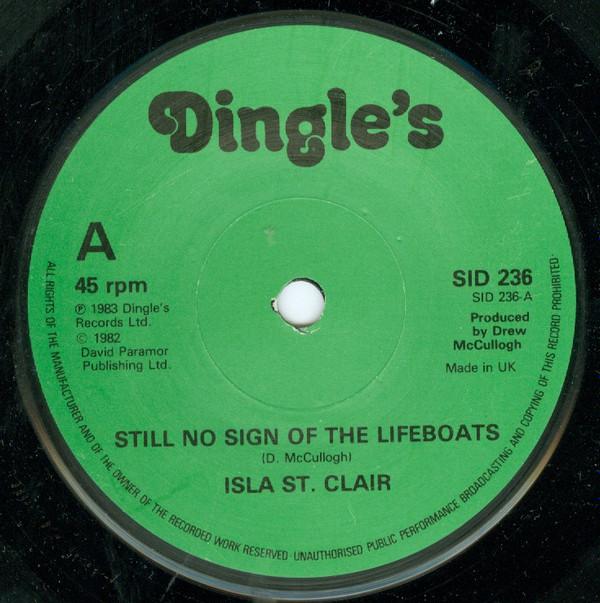 Dingle's
A
45 rpm
℗ 1983 Dingle's
Records Ltd.
© 1982
David Paramor
Publishing Ltd.
SID 236
SID 236-A
Produced
by Drew
McCullogh
Made in UK
STILL NO SIGN OF THE LIFEBOATS
(D. McCullogh)
ISLA ST. CLAIR
ALL RIGHTS OF THE MANUFACTURER AND OF THE OWNER OF THE RECORDED WORK RESERVED · UNAUTHORISED PUBLIC PERFORMANCE BROADCASTING AND COPYING OF THIS RECORD PROHIBITED ·